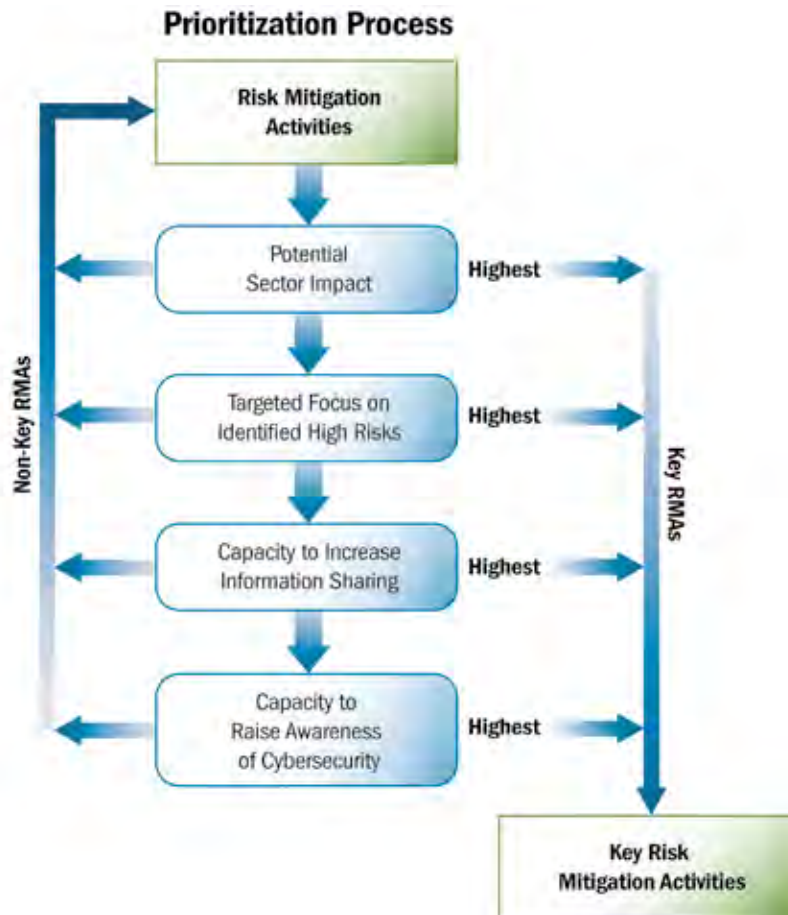 Prioritization Process
Risk Mitigation
Activities
Potential
Sector Impact
Highest
Targeted Focus on
Identified High Risks
Highest
Non-Key RMAs
Key RMAs
Capacity to Increase
Information Sharing
Highest
Capacity to
Raise Awareness
of Cybersecurity
Highest
Key Risk
Mitigation Activities